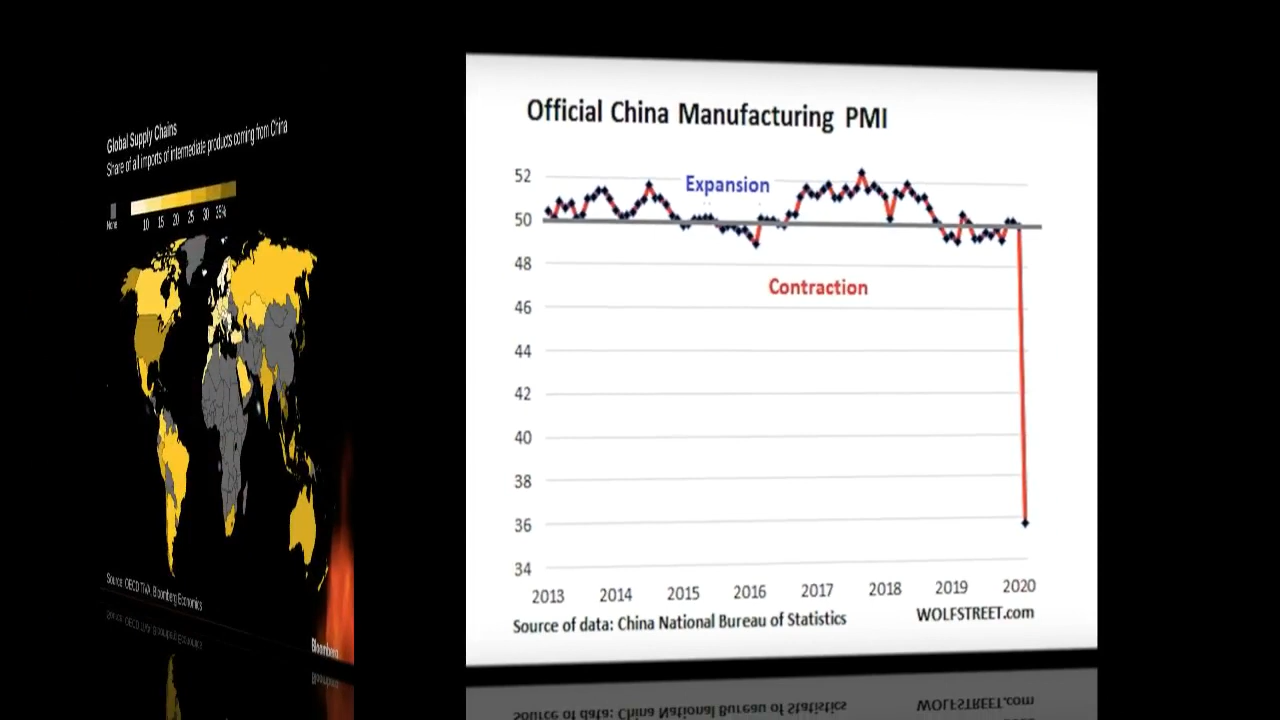 Global Supply Chains
Share of all imports of intermediate products coming from China
None
10 15 20 25 30 35%
Source: OECD TiVA, Bloomberg Economics
Bloomberg
Official China Manufacturing PMI
52
Expansion
50
48
Contraction
46
44
42
40
38
36
34
2013 2014 2015 2016 2017 2018 2019 2020
Source of data: China National Bureau of Statistics
WOLFSTREET.com